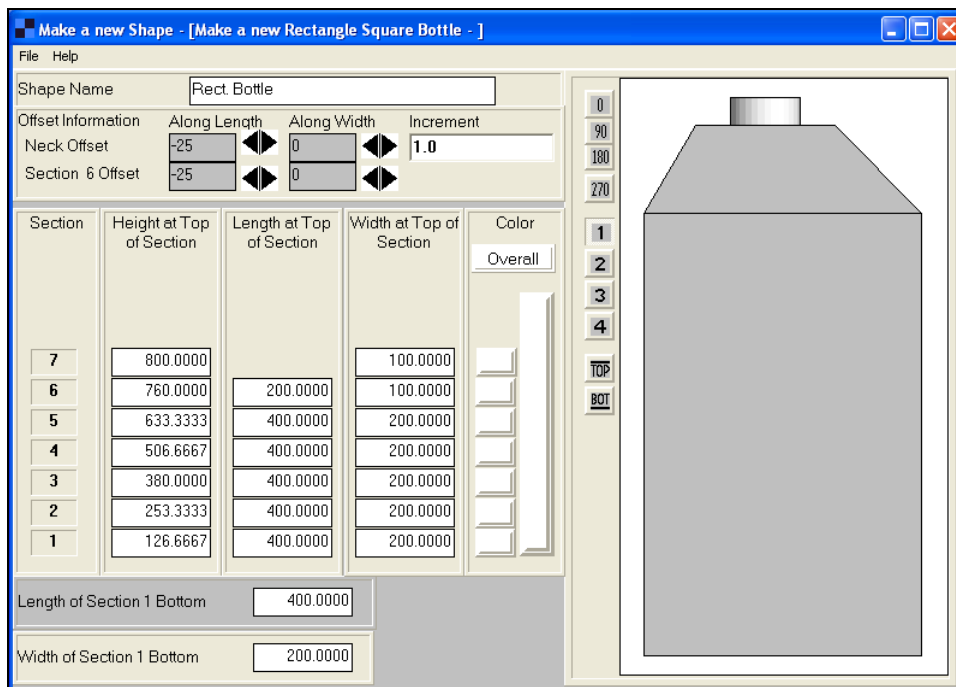 Make a new Shape - [Make a new Rectangle Square Bottle - ]
File Help
Shape Name Rect. Bottle
Offset Information Along Length Along Width Increment
Neck Offset -25 0 1.0
Section 6 Offset -25 0
Section Height at Top of Section Length at Top of Section Width at Top of Section Color
Overall
7 800.0000 100.0000
6 760.0000 200.0000 100.0000
5 633.3333 400.0000 200.0000
4 506.6667 400.0000 200.0000
3 380.0000 400.0000 200.0000
2 253.3333 400.0000 200.0000
1 126.6667 400.0000 200.0000
Length of Section 1 Bottom 400.0000
Width of Section 1 Bottom 200.0000
0
90
180
270
1
2
3
4
TOP
BOT